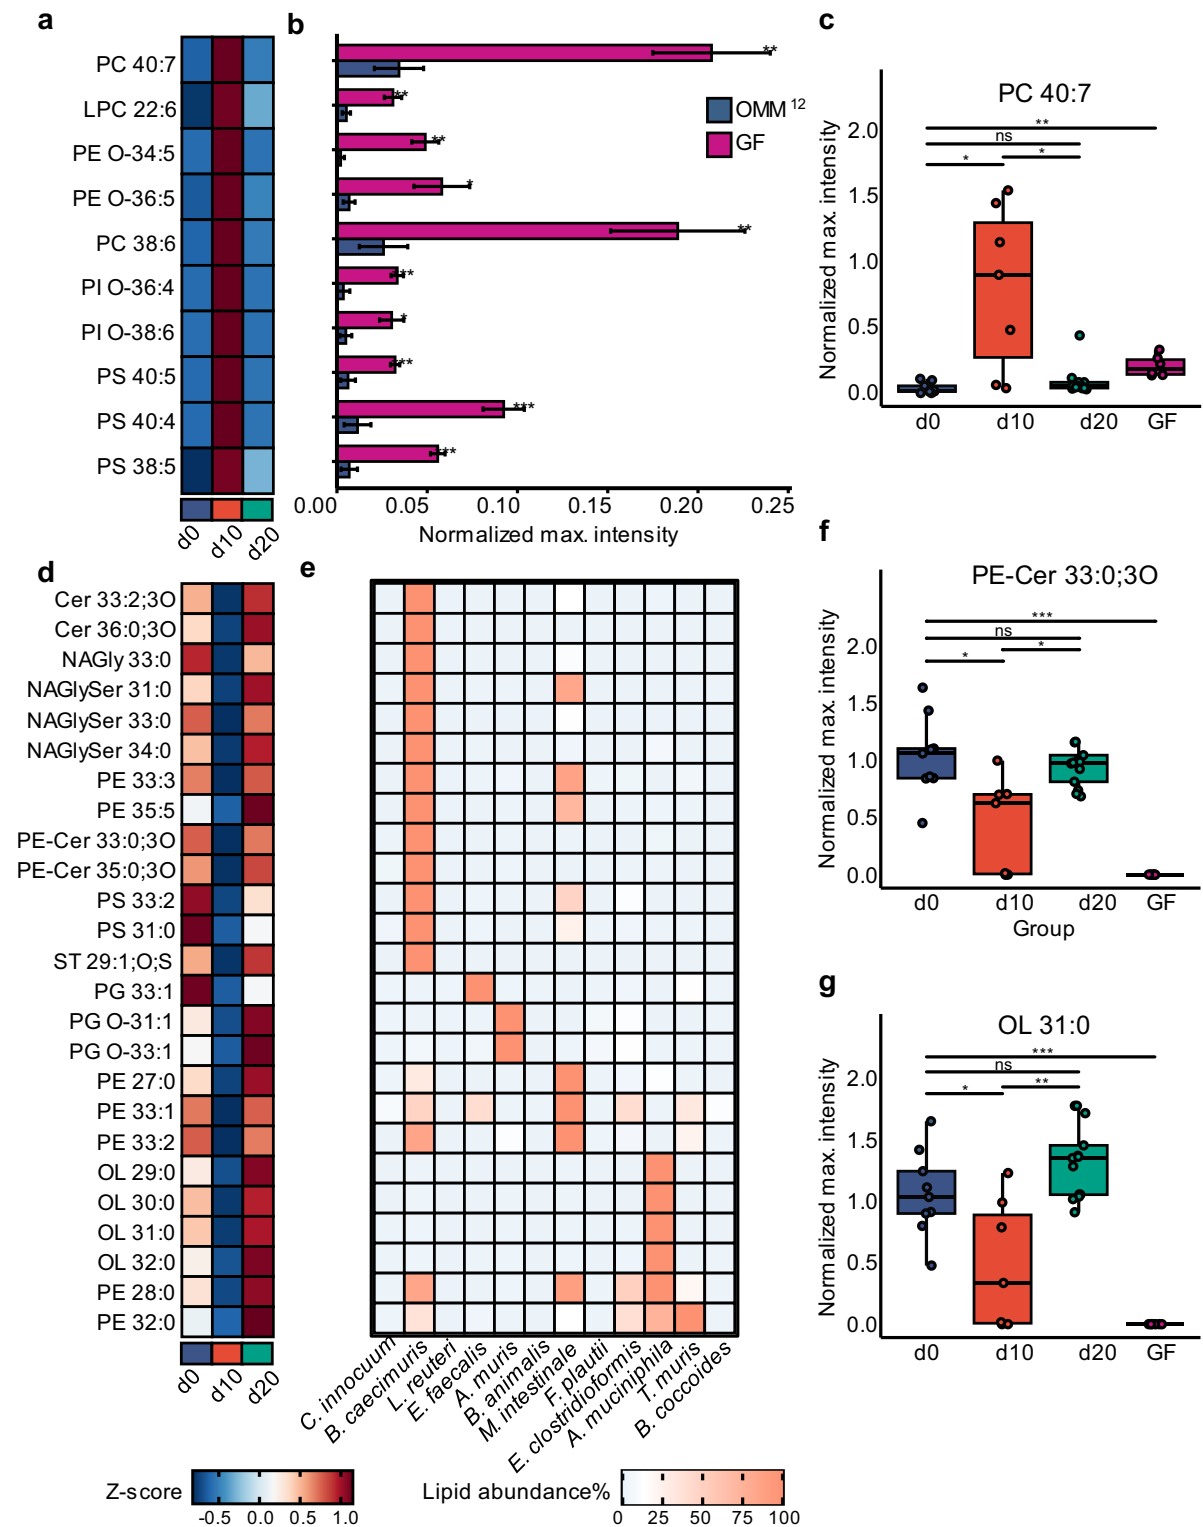 a
PC 40:7
LPC 22:6
PE O-34:5
PE O-36:5
PC 38:6
PI O-36:4
PI O-38:6
PS 40:5
PS 40:4
PS 38:5
d0
d10
d20
b
**
**
**
*
**
***
*
***
***
***
OMM 12
GF
0.00
0.05
0.10
0.15
0.20
0.25
Normalized max. intensity
c
PC 40:7
**
ns
*
*
2.0
1.5
1.0
0.5
0.0
Normalized max. intensity
d0
d10
d20
GF
d
Cer 33:2;3O
Cer 36:0;3O
NAGly 33:0
NAGlySer 31:0
NAGlySer 33:0
NAGlySer 34:0
PE 33:3
PE 35:5
PE-Cer 33:0;3O
PE-Cer 35:0;3O
PS 33:2
PS 31:0
ST 29:1;O;S
PG 33:1
PG O-31:1
PG O-33:1
PE 27:0
PE 33:1
PE 33:2
OL 29:0
OL 30:0
OL 31:0
OL 32:0
PE 28:0
PE 32:0
d0
d10
d20
Z-score
-0.5
0.0
0.5
1.0
e
C. innocuum
B. caecimuris
L. reuteri
E. faecalis
A. muris
B. animalis
M. intestinale
F. plautii
E. clostridioformis
A. muciniphila
T. muris
B. coccoides
Lipid abundance%
0
25
50
75
100
f
PE-Cer 33:0;3O
***
ns
*
*
2.0
1.5
1.0
0.5
0.0
Normalized max. intensity
d0
d10
d20
GF
Group
g
OL 31:0
***
ns
*
**
2.0
1.5
1.0
0.5
0.0
Normalized max. intensity
d0
d10
d20
GF